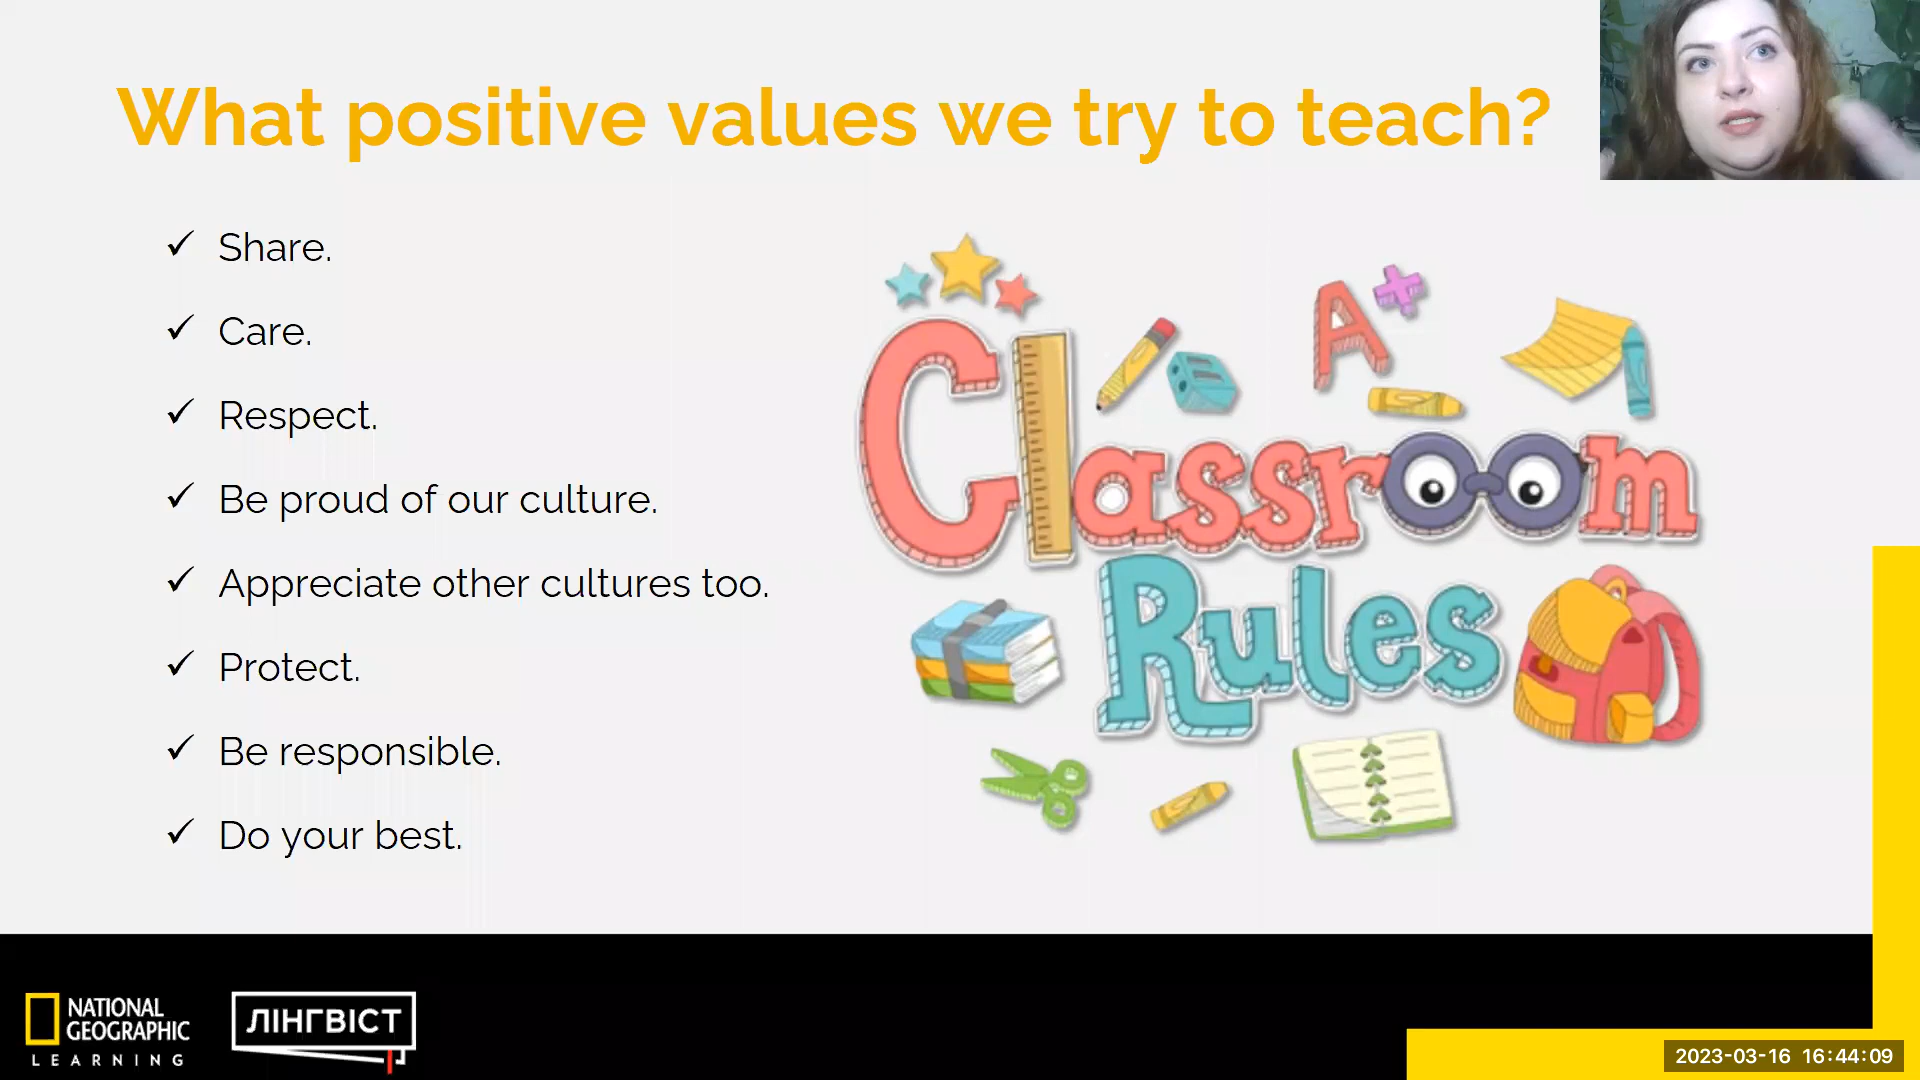 What positive values we try to teach?
✓ Share.
✓ Care.
✓ Respect.
✓ Be proud of our culture.
✓ Appreciate other cultures too.
✓ Protect.
✓ Be responsible.
✓ Do your best.
A+
Classroom
Rules
NATIONAL
GEOGRAPHIC
LEARNING
ЛІНГВІСТ
2023-03-16 16:44:09